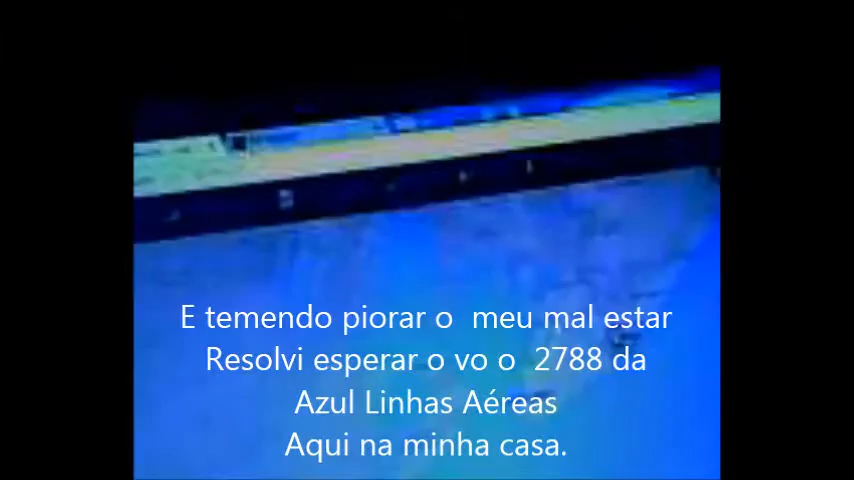 E temendo piorar o  meu mal estar
Resolvi esperar o vo o  2788 da
Azul Linhas Aéreas
Aqui na minha casa.